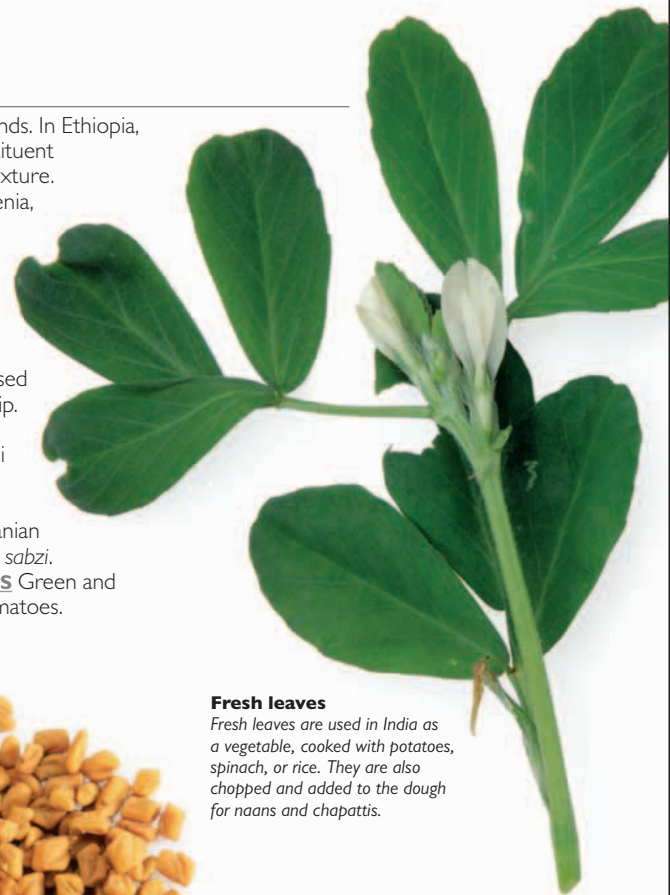 nds. In Ethiopia,
ituent
xture.
enia,
sed
ip.
i
anian
sabzi.
S Green and
matoes.
Fresh leaves
Fresh leaves are used in India as
a vegetable, cooked with potatoes,
spinach, or rice. They are also
chopped and added to the dough
for naans and chapattis.